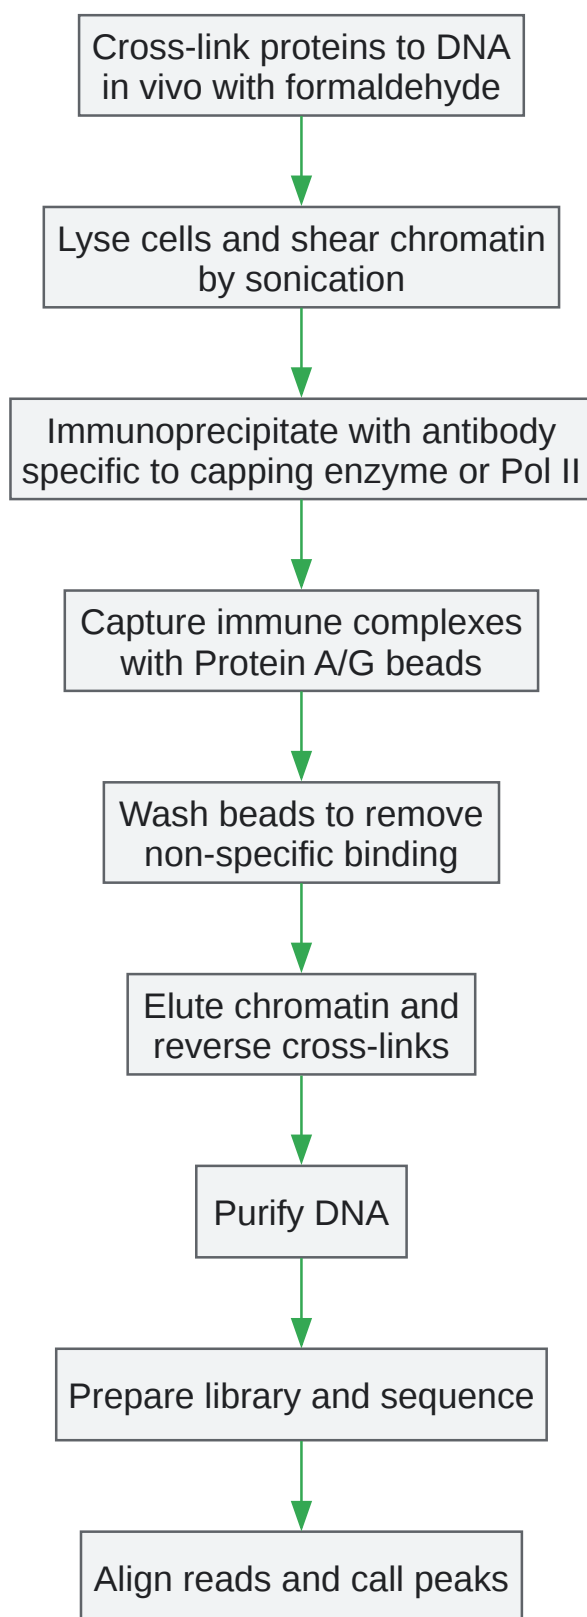 Cross-link proteins to DNA
in vivo with formaldehyde
Lyse cells and shear chromatin
by sonication
Immunoprecipitate with antibody
specific to capping enzyme or Pol II
Capture immune complexes
with Protein A/G beads
Wash beads to remove
non-specific binding
Elute chromatin and
reverse cross-links
Purify DNA
Prepare library and sequence
Align reads and call peaks